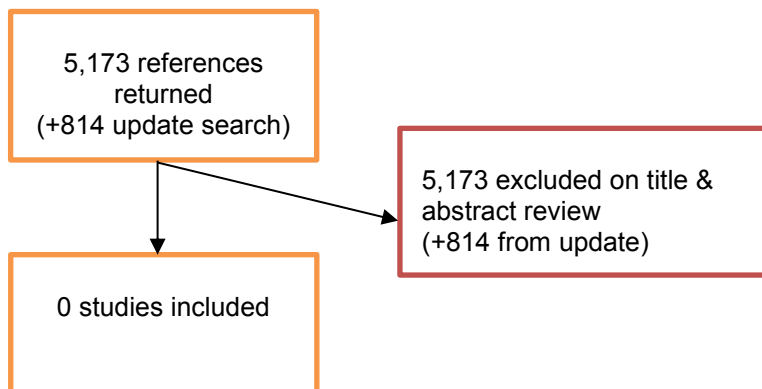 5,173 references
returned
(+814 update search)
5,173 excluded on title &
abstract review
(+814 from update)
0 studies included